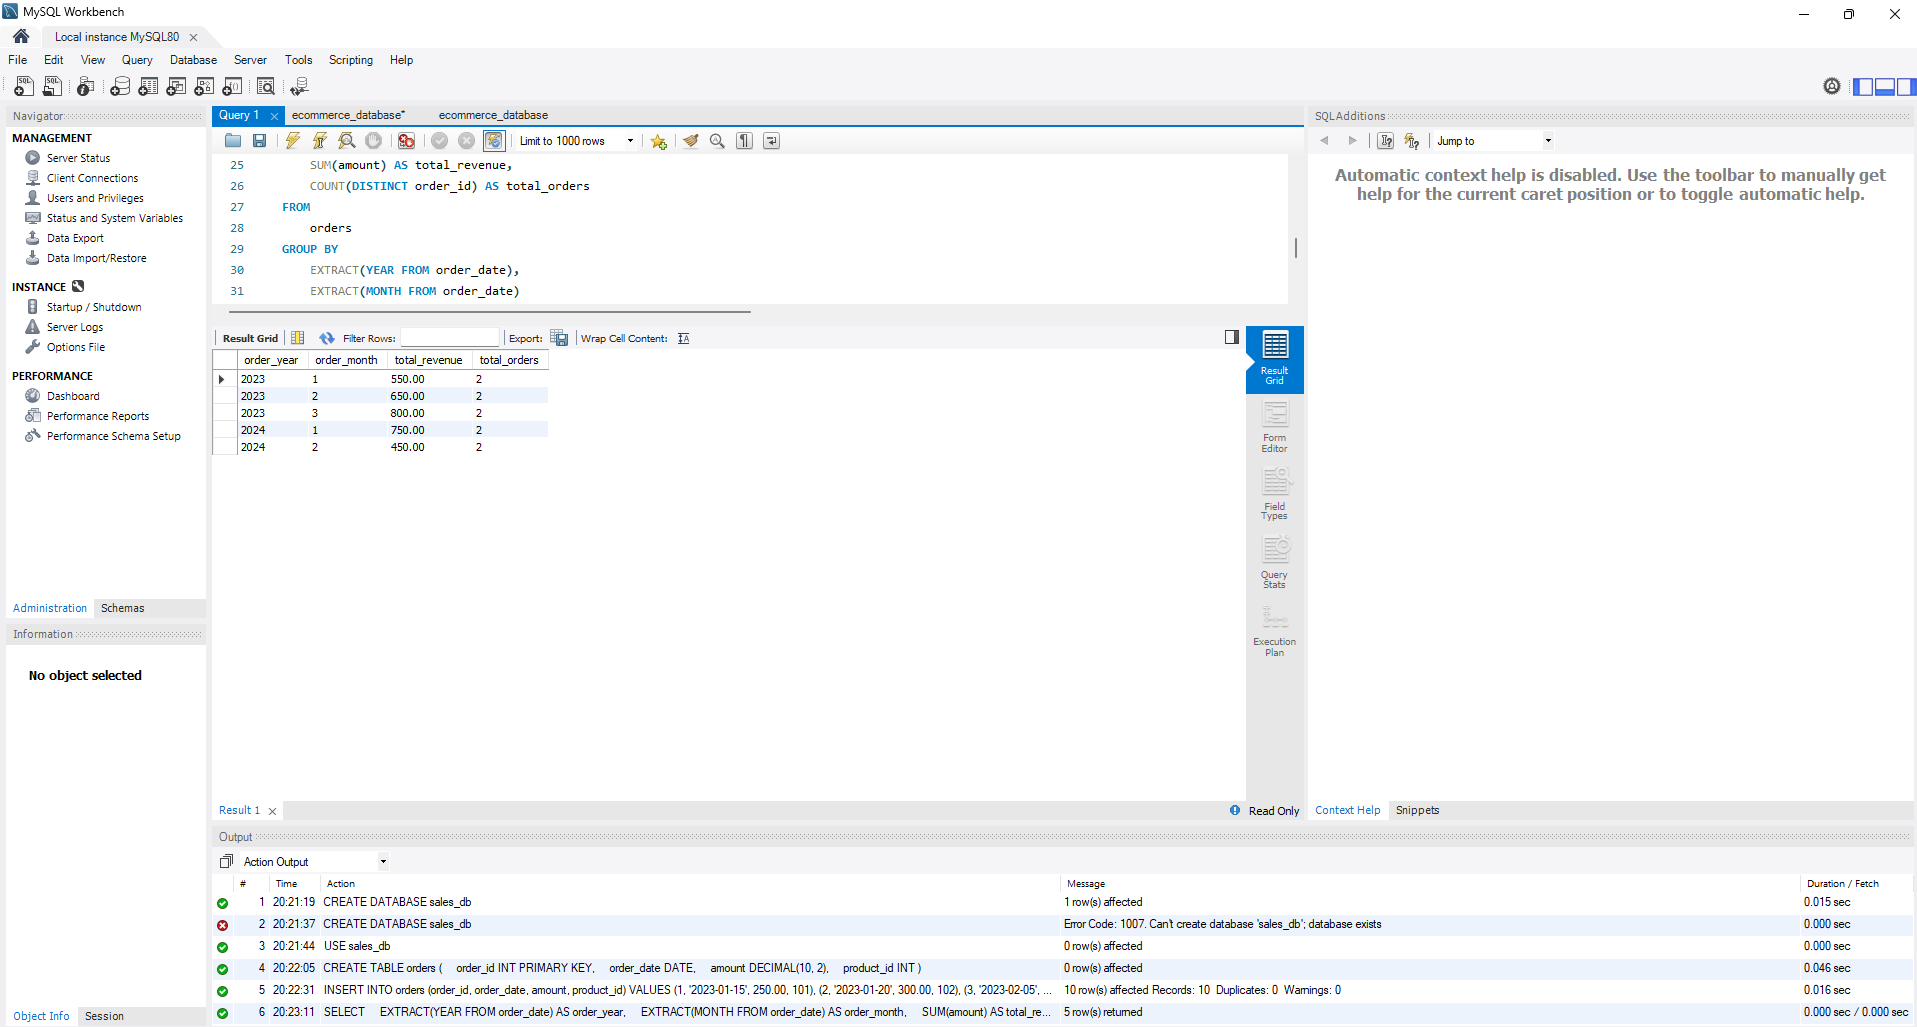 MySQL Workbench
Local instance MySQL80
File Edit View Query Database Server Tools Scripting Help
Navigator
MANAGEMENT
Server Status
Client Connections
Users and Privileges
Status and System Variables
Data Export
Data Import/Restore
INSTANCE
Startup / Shutdown
Server Logs
Options File
PERFORMANCE
Dashboard
Performance Reports
Performance Schema Setup
Administration Schemas
Information
No object selected
Object Info Session
Query 1 ecommerce_database* ecommerce_database
Limit to 1000 rows
25 SUM(amount) AS total_revenue,
26 COUNT(DISTINCT order_id) AS total_orders
27 FROM
28 orders
29 GROUP BY
30 EXTRACT(YEAR FROM order_date),
31 EXTRACT(MONTH FROM order_date)
Result Grid Filter Rows: Export: Wrap Cell Content:
order_year order_month total_revenue total_orders
2023 1 550.00 2
2023 2 650.00 2
2023 3 800.00 2
2024 1 750.00 2
2024 2 450.00 2
Result
Grid
Form
Editor
Field
Types
Query
Stats
Execution
Plan
Result 1 Read Only
SQLAdditions
Jump to
Automatic context help is disabled. Use the toolbar to manually get
help for the current caret position or to toggle automatic help.
Context Help Snippets
Output
Action Output
# Time Action Message Duration / Fetch
1 20:21:19 CREATE DATABASE sales_db 1 row(s) affected 0.015 sec
2 20:21:37 CREATE DATABASE sales_db Error Code: 1007. Can't create database 'sales_db'; database exists 0.000 sec
3 20:21:44 USE sales_db 0 row(s) affected 0.000 sec
4 20:22:05 CREATE TABLE orders ( order_id INT PRIMARY KEY, order_date DATE, amount DECIMAL(10, 2), product_id INT ) 0 row(s) affected 0.046 sec
5 20:22:31 INSERT INTO orders (order_id, order_date, amount, product_id) VALUES (1, '2023-01-15', 250.00, 101), (2, '2023-01-20', 300.00, 102), (3, '2023-02-05', ... 10 row(s) affected Records: 10 Duplicates: 0 Warnings: 0 0.016 sec
6 20:23:11 SELECT EXTRACT(YEAR FROM order_date) AS order_year, EXTRACT(MONTH FROM order_date) AS order_month, SUM(amount) AS total_re... 5 row(s) returned 0.000 sec / 0.000 sec